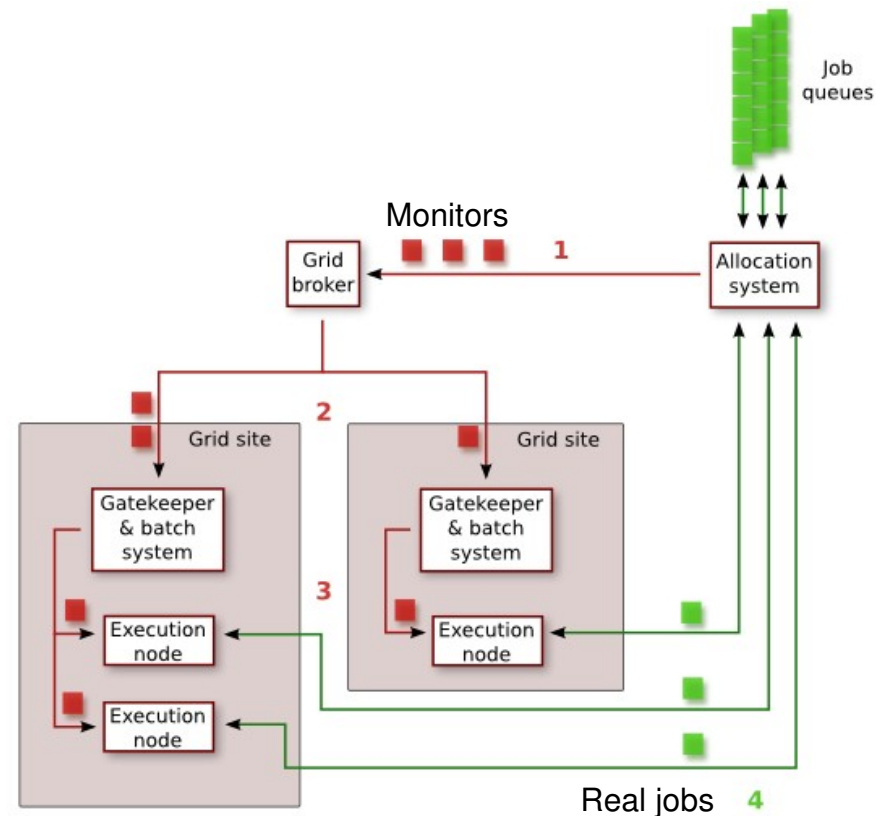 Job
queues
Monitors
1
Grid
broker
Allocation
system
2
Grid site
Grid site
Gatekeeper
& batch
system
Gatekeeper
& batch
system
3
Execution
node
Execution
node
Execution
node
Real jobs 4